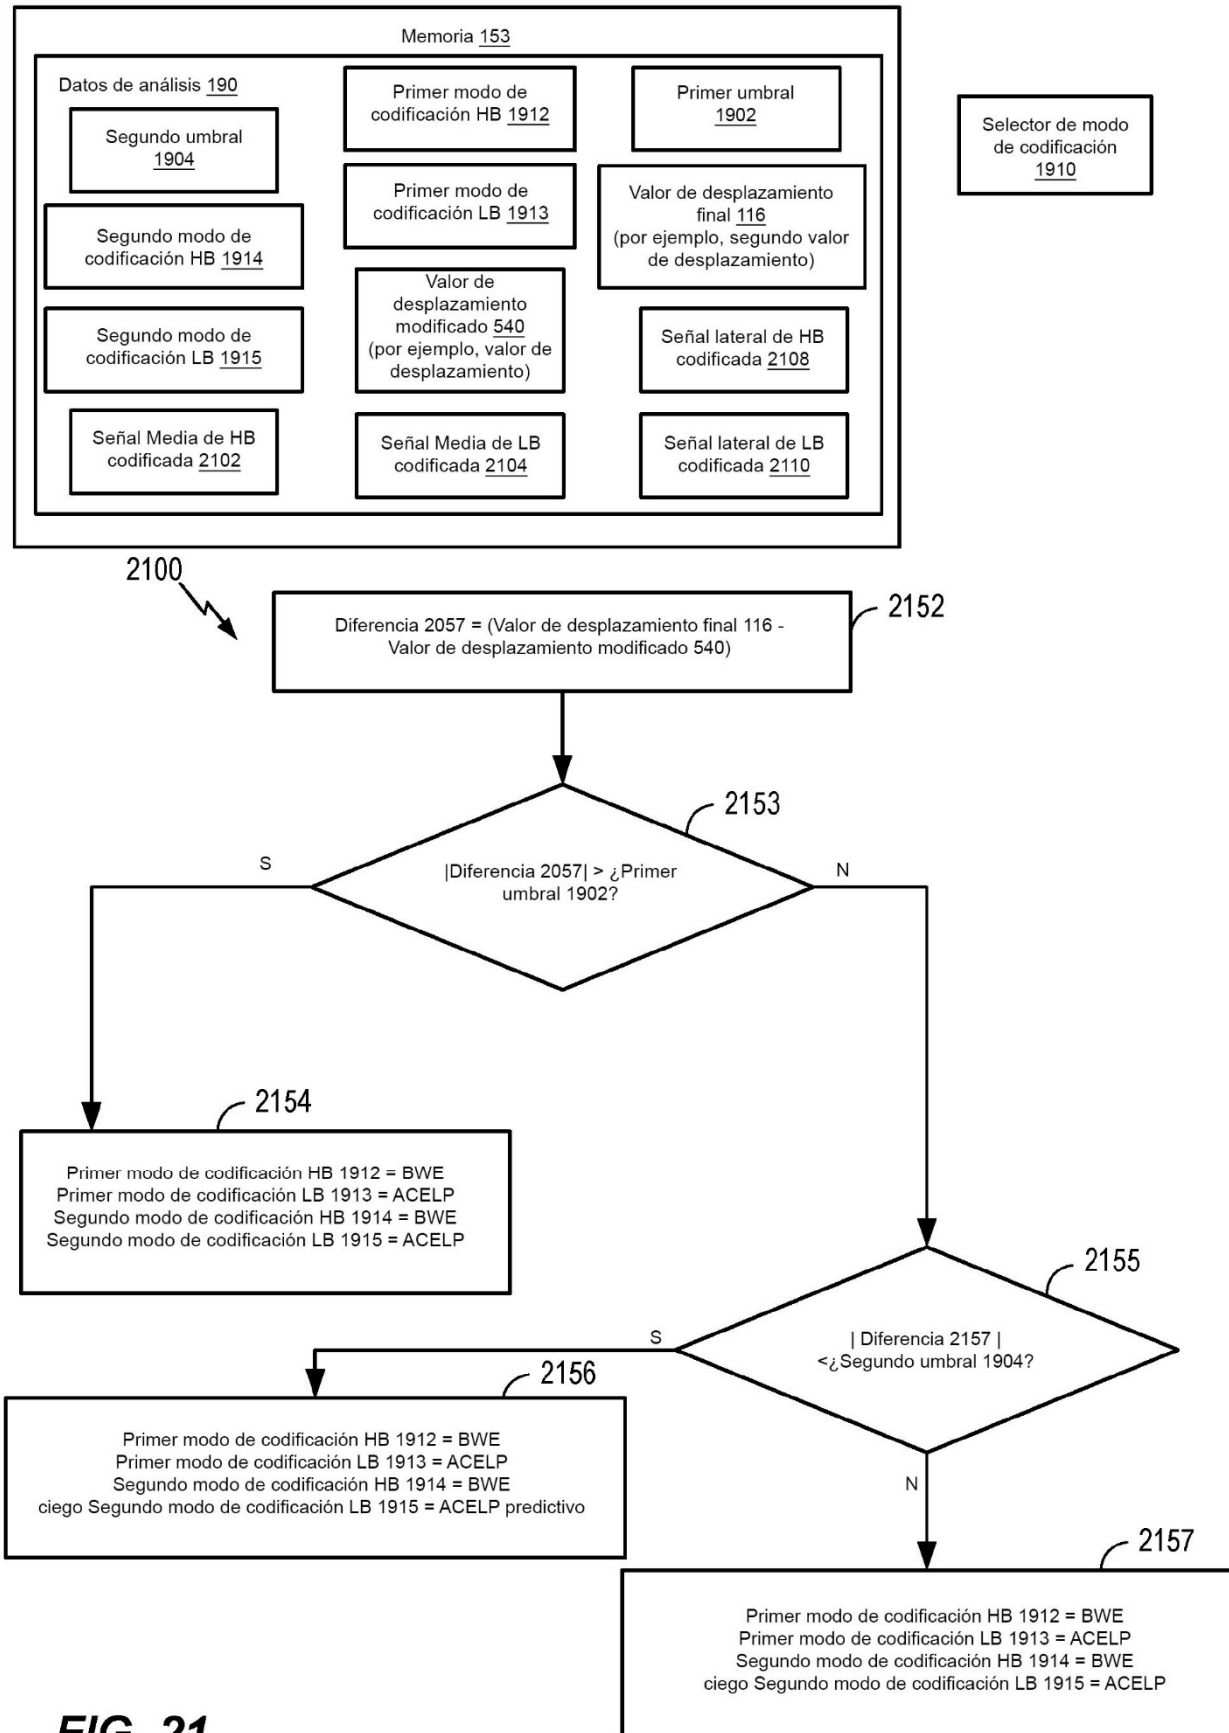 Memoria 153
Datos de análisis 190
Primer modo de
codificación HB 1912
Primer umbral
1902
Selector de modo
de codificación
1910
Segundo umbral
1904
Primer modo de
codificación LB 1913
Valor de desplazamiento
final 116
(por ejemplo, segundo valor
de desplazamiento)
Segundo modo de
codificación HB 1914
Valor de
desplazamiento
modificado 540
(por ejemplo, valor de
desplazamiento)
Segundo modo de
codificación LB 1915
Señal lateral de HB
codificada 2108
Señal Media de HB
codificada 2102
Señal Media de LB
codificada 2104
Señal lateral de LB
codificada 2110
2100
2152
Diferencia 2057 = (Valor de desplazamiento final 116 -
Valor de desplazamiento modificado 540)
2153
S
N
|Diferencia 2057| > ¿Primer
umbral 1902?
2154
Primer modo de codificación HB 1912 = BWE
Primer modo de codificación LB 1913 = ACELP
Segundo modo de codificación HB 1914 = BWE
Segundo modo de codificación LB 1915 = ACELP
2155
S
| Diferencia 2157 |
<¿Segundo umbral 1904?
2156
Primer modo de codificación HB 1912 = BWE
Primer modo de codificación LB 1913 = ACELP
Segundo modo de codificación HB 1914 = BWE
ciego Segundo modo de codificación LB 1915 = ACELP predictivo
N
2157
Primer modo de codificación HB 1912 = BWE
Primer modo de codificación LB 1913 = ACELP
Segundo modo de codificación HB 1914 = BWE
ciego Segundo modo de codificación LB 1915 = ACELP
FIG. 21